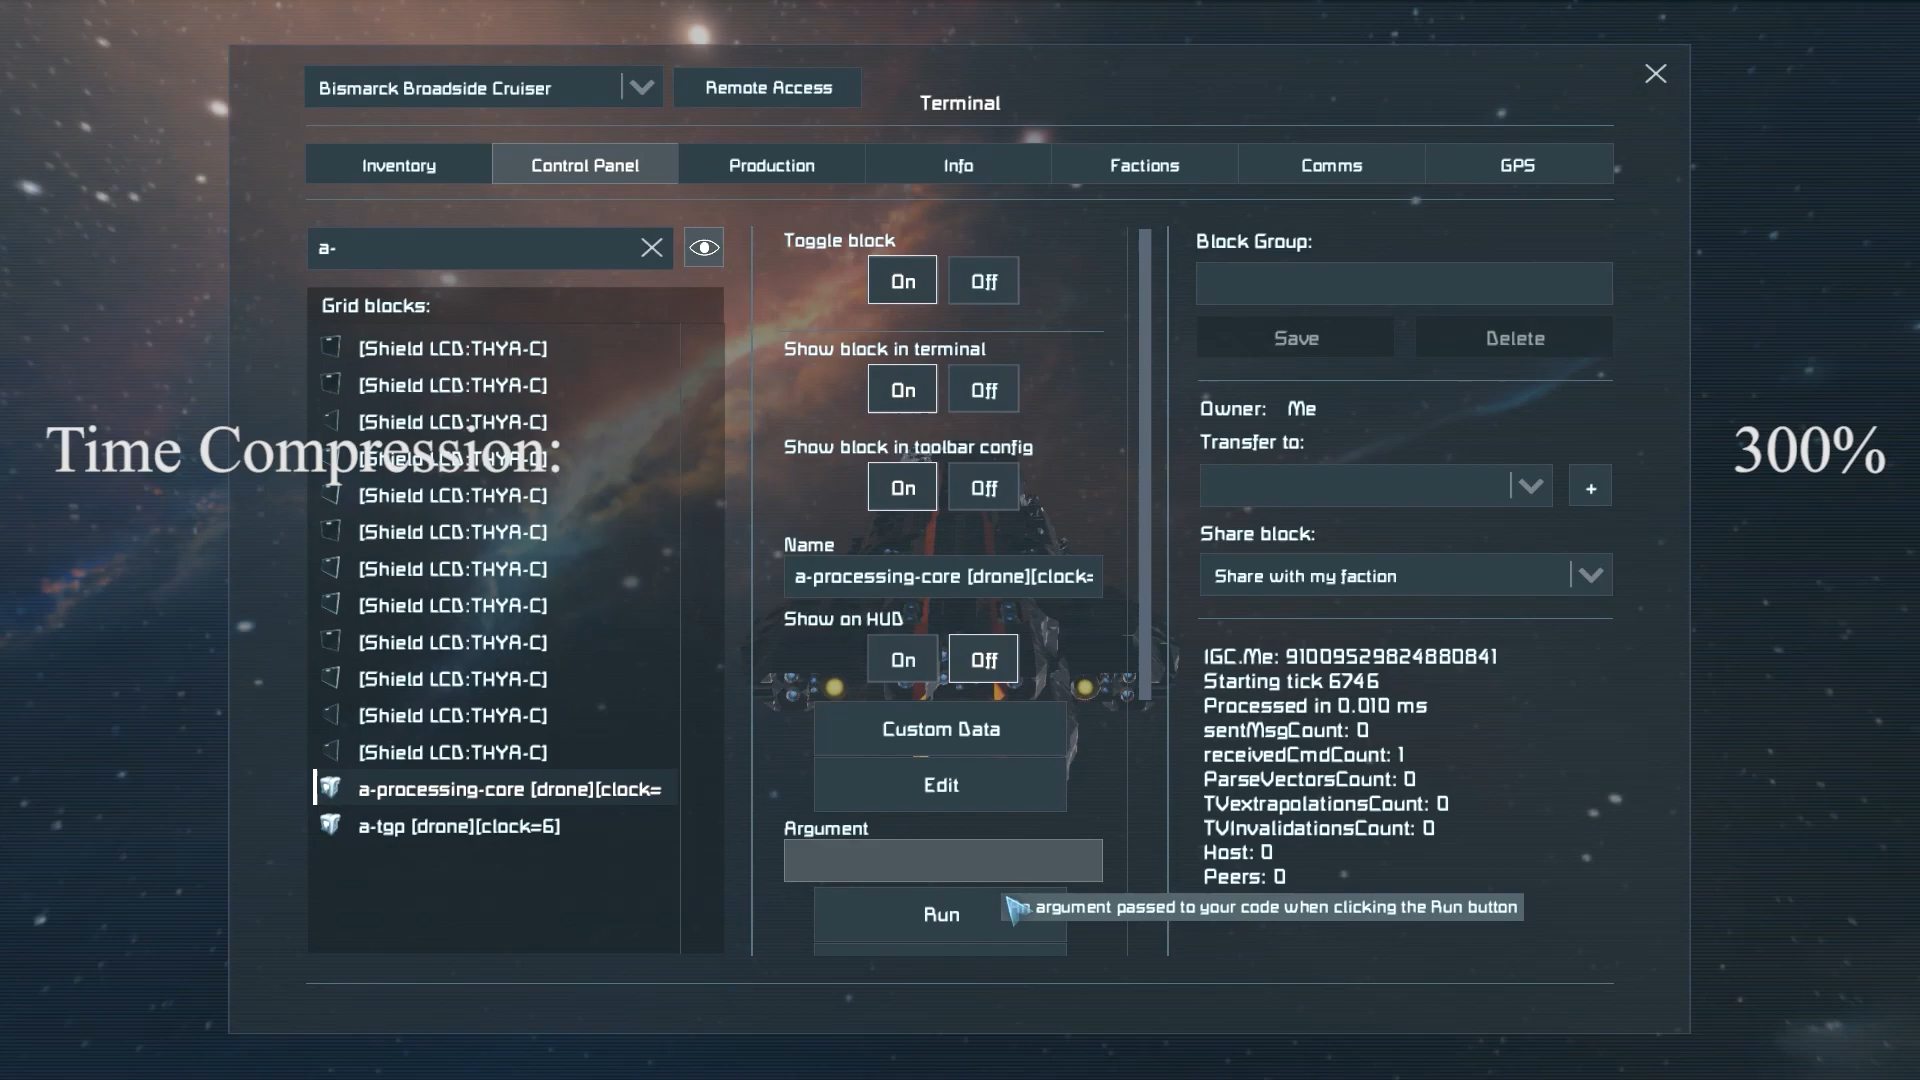 Bismarck Broadside Cruiser
Remote Access
Terminal
Inventory
Control Panel
Production
Info
Factions
Comms
GPS
a-
Grid blocks:
[Shield LCD:THYA-C]
[Shield LCD:THYA-C]
[Shield LCD:THYA-C]
[Shield LCD:THYA-C]
[Shield LCD:THYA-C]
[Shield LCD:THYA-C]
[Shield LCD:THYA-C]
[Shield LCD:THYA-C]
[Shield LCD:THYA-C]
[Shield LCD:THYA-C]
[Shield LCD:THYA-C]
[Shield LCD:THYA-C]
a-processing-core [drone][clock=
a-tgp [drone][clock=6]
Time Compression:
300%
Toggle block
On
Off
Show block in terminal
On
Off
Show block in toolbar config
On
Off
Name
a-processing-core [drone][clock=
Show on HUD
On
Off
Custom Data
Edit
Argument
Run
argument passed to your code when clicking the Run button
Block Group:
Save
Delete
Owner: Me
Transfer to:
+
Share block:
Share with my faction
IGC.Me: 91009529824880841
Starting tick 6746
Processed in 0.010 ms
sentMsgCount: 0
receivedCmdCount: 1
ParseVectorsCount: 0
TVextrapolationsCount: 0
TVInvalidationsCount: 0
Host: 0
Peers: 0